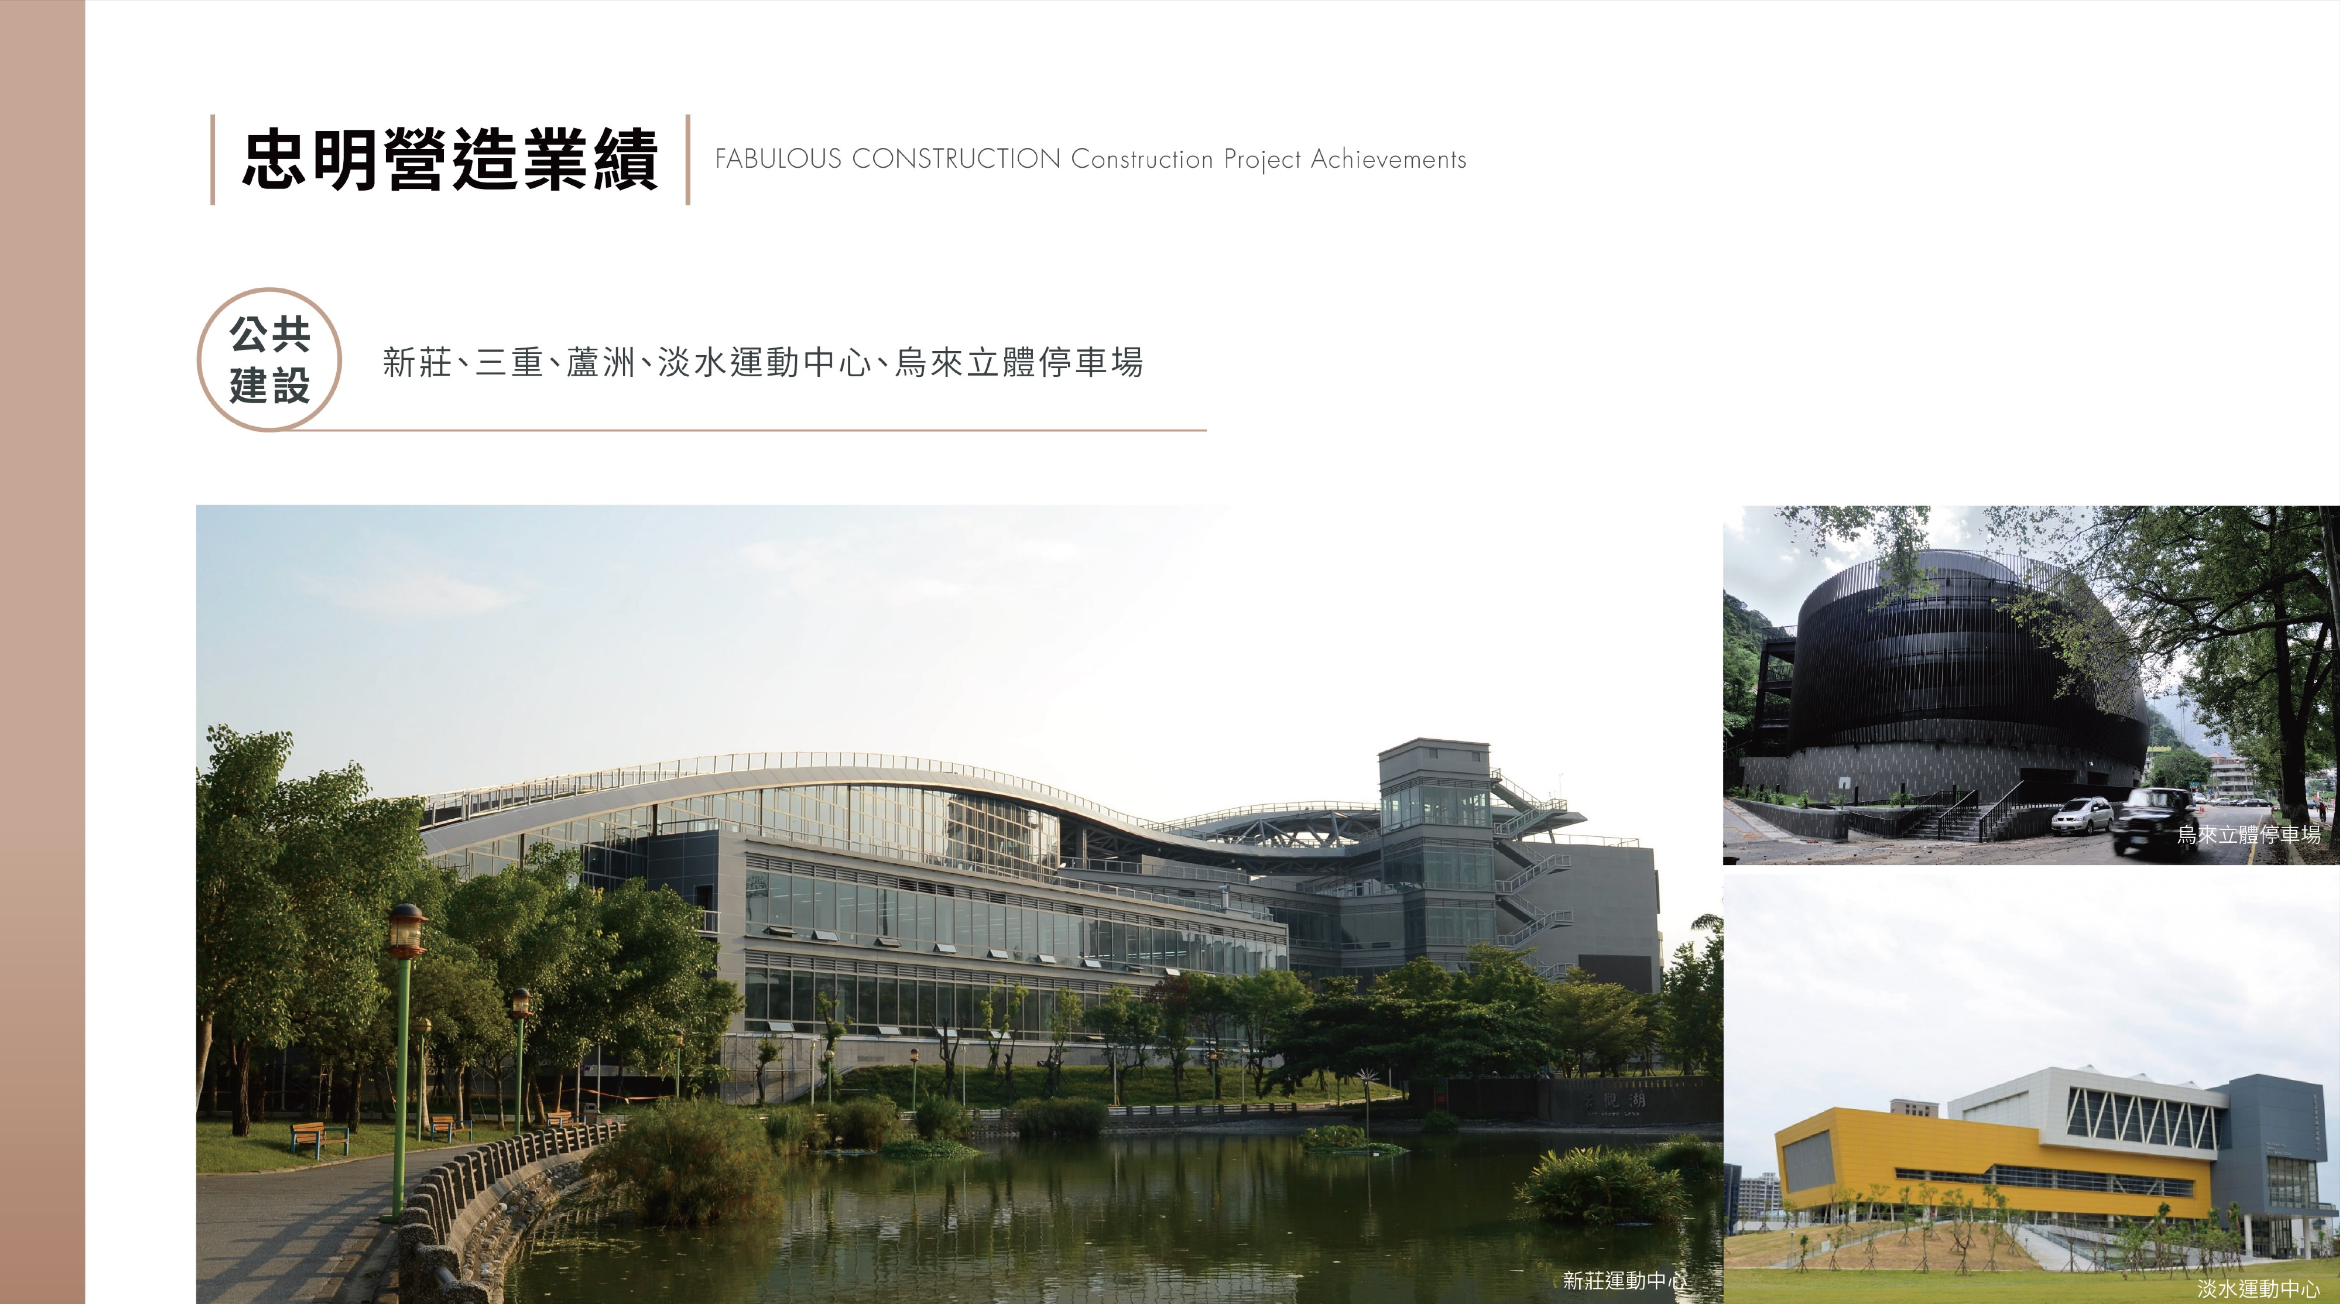 忠明營造業績
FABULOUS CONSTRUCTION Construction Project Achievements
公共
建設
新莊、三重、蘆洲、淡水運動中心、烏來立體停車場
烏來立體停車場
新莊運動中心
淡水運動中心